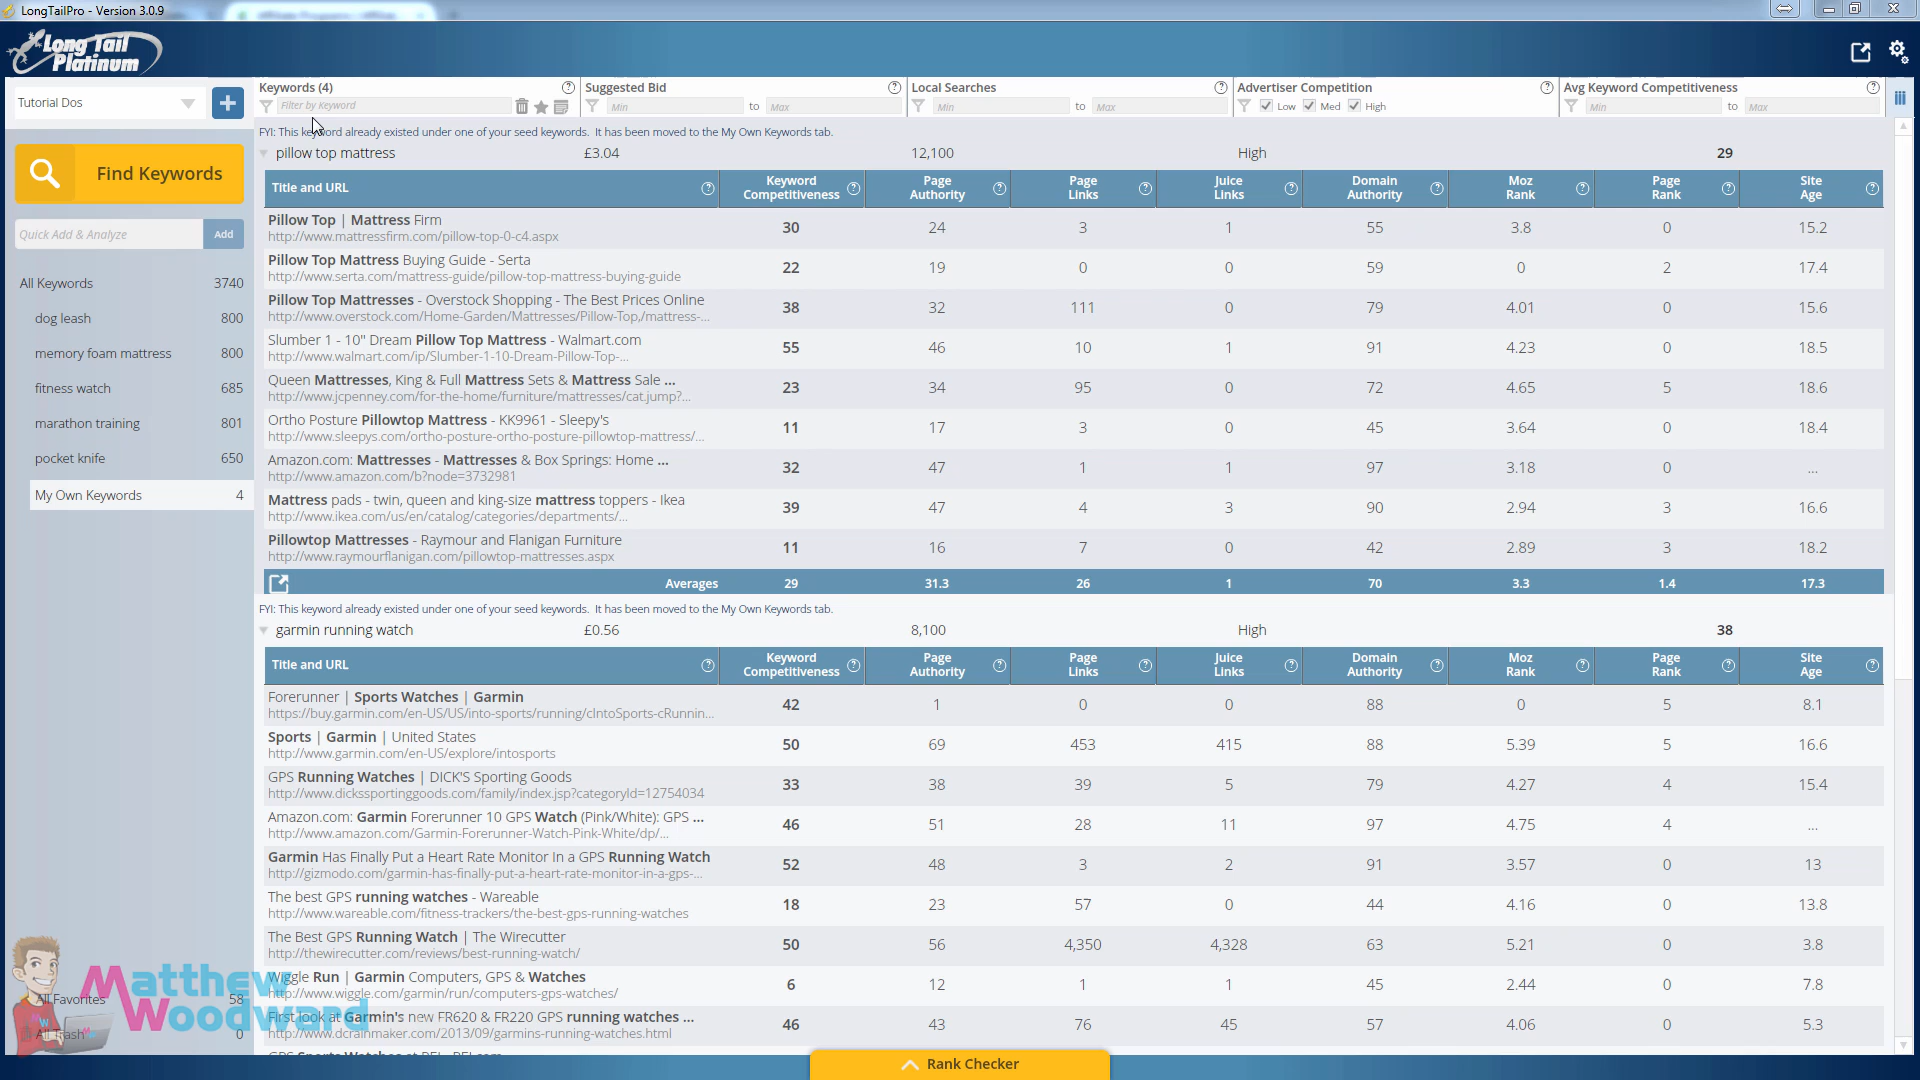 LongTailPro - Version 3.0.9
Long Tail
Platinum
Tutorial Dos
Find Keywords
Quick Add & Analyze
Add
All Keywords 3740
dog leash 800
memory foam mattress 800
fitness watch 685
marathon training 801
pocket knife 650
My Own Keywords 4
All Favorites 58
All Trash 0
Matthew
Woodward
Keywords (4) Suggested Bid Local Searches Advertiser Competition Avg Keyword Competitiveness
Filter by Keyword Min to Max Min to Max Low Med High Min to Max
FYI: This keyword already existed under one of your seed keywords. It has been moved to the My Own Keywords tab.
pillow top mattress £3.04 12,100 High 29
Title and URL Keyword Competitiveness Page Authority Page Links Juice Links Domain Authority Moz Rank Page Rank Site Age
Pillow Top | Mattress Firm
http://www.mattressfirm.com/pillow-top-0-c4.aspx
30 24 3 1 55 3.8 0 15.2
Pillow Top Mattress Buying Guide - Serta
http://www.serta.com/mattress-guide/pillow-top-mattress-buying-guide
22 19 0 0 59 0 2 17.4
Pillow Top Mattresses - Overstock Shopping - The Best Prices Online
http://www.overstock.com/Home-Garden/Mattresses/Pillow-Top,/mattress-...
38 32 111 0 79 4.01 0 15.6
Slumber 1 - 10" Dream Pillow Top Mattress - Walmart.com
http://www.walmart.com/ip/Slumber-1-10-Dream-Pillow-Top-...
55 46 10 1 91 4.23 0 18.5
Queen Mattresses, King & Full Mattress Sets & Mattress Sale ...
http://www.jcpenney.com/for-the-home/furniture/mattresses/cat.jump?...
23 34 95 0 72 4.65 5 18.6
Ortho Posture Pillowtop Mattress - KK9961 - Sleepy's
http://www.sleepys.com/ortho-posture-ortho-posture-pillowtop-mattress/...
11 17 3 0 45 3.64 0 18.4
Amazon.com: Mattresses - Mattresses & Box Springs: Home ...
http://www.amazon.com/b?node=3732981
32 47 1 1 97 3.18 0 ...
Mattress pads - twin, queen and king-size mattress toppers - Ikea
http://www.ikea.com/us/en/catalog/categories/departments/...
39 47 4 3 90 2.94 3 16.6
Pillowtop Mattresses - Raymour and Flanigan Furniture
http://www.raymourflanigan.com/pillowtop-mattresses.aspx
11 16 7 0 42 2.89 3 18.2
Averages 29 31.3 26 1 70 3.3 1.4 17.3
FYI: This keyword already existed under one of your seed keywords. It has been moved to the My Own Keywords tab.
garmin running watch £0.56 8,100 High 38
Title and URL Keyword Competitiveness Page Authority Page Links Juice Links Domain Authority Moz Rank Page Rank Site Age
Forerunner | Sports Watches | Garmin
https://buy.garmin.com/en-US/US/into-sports/running/cIntoSports-cRunnin...
42 1 0 0 88 0 5 8.1
Sports | Garmin | United States
http://www.garmin.com/en-US/explore/intosports
50 69 453 415 88 5.39 5 16.6
GPS Running Watches | DICK'S Sporting Goods
http://www.dickssportinggoods.com/family/index.jsp?categoryId=12754034
33 38 39 5 79 4.27 4 15.4
Amazon.com: Garmin Forerunner 10 GPS Watch (Pink/White): GPS ...
http://www.amazon.com/Garmin-Forerunner-Watch-Pink-White/dp/...
46 51 28 11 97 4.75 4 ...
Garmin Has Finally Put a Heart Rate Monitor In a GPS Running Watch
http://gizmodo.com/garmin-has-finally-put-a-heart-rate-monitor-in-a-gps-...
52 48 3 2 91 3.57 0 13
The best GPS running watches - Wareable
http://www.wareable.com/fitness-trackers/the-best-gps-running-watches
18 23 57 0 44 4.16 0 13.8
The Best GPS Running Watch | The Wirecutter
http://thewirecutter.com/reviews/best-running-watch/
50 56 4,350 4,328 63 5.21 0 3.8
Wiggle Run | Garmin Computers, GPS & Watches
http://www.wiggle.com/garmin/run/computers-gps-watches/
6 12 1 1 45 2.44 0 7.8
First look at Garmin's new FR620 & FR220 GPS running watches ...
http://www.dcrainmaker.com/2013/09/garmins-running-watches.html
46 43 76 45 57 4.06 0 5.3
Rank Checker